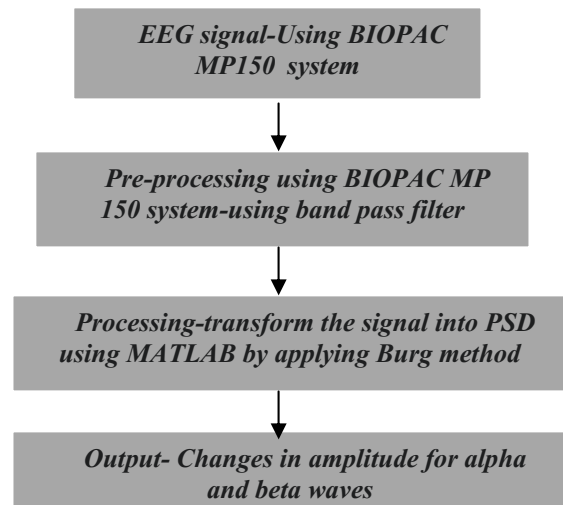 EEG signal-Using BIOPAC
MP150 system
Pre-processing using BIOPAC MP
150 system-using band pass filter
Processing-transform the signal into PSD
using MATLAB by applying Burg method
Output- Changes in amplitude for alpha
and beta waves